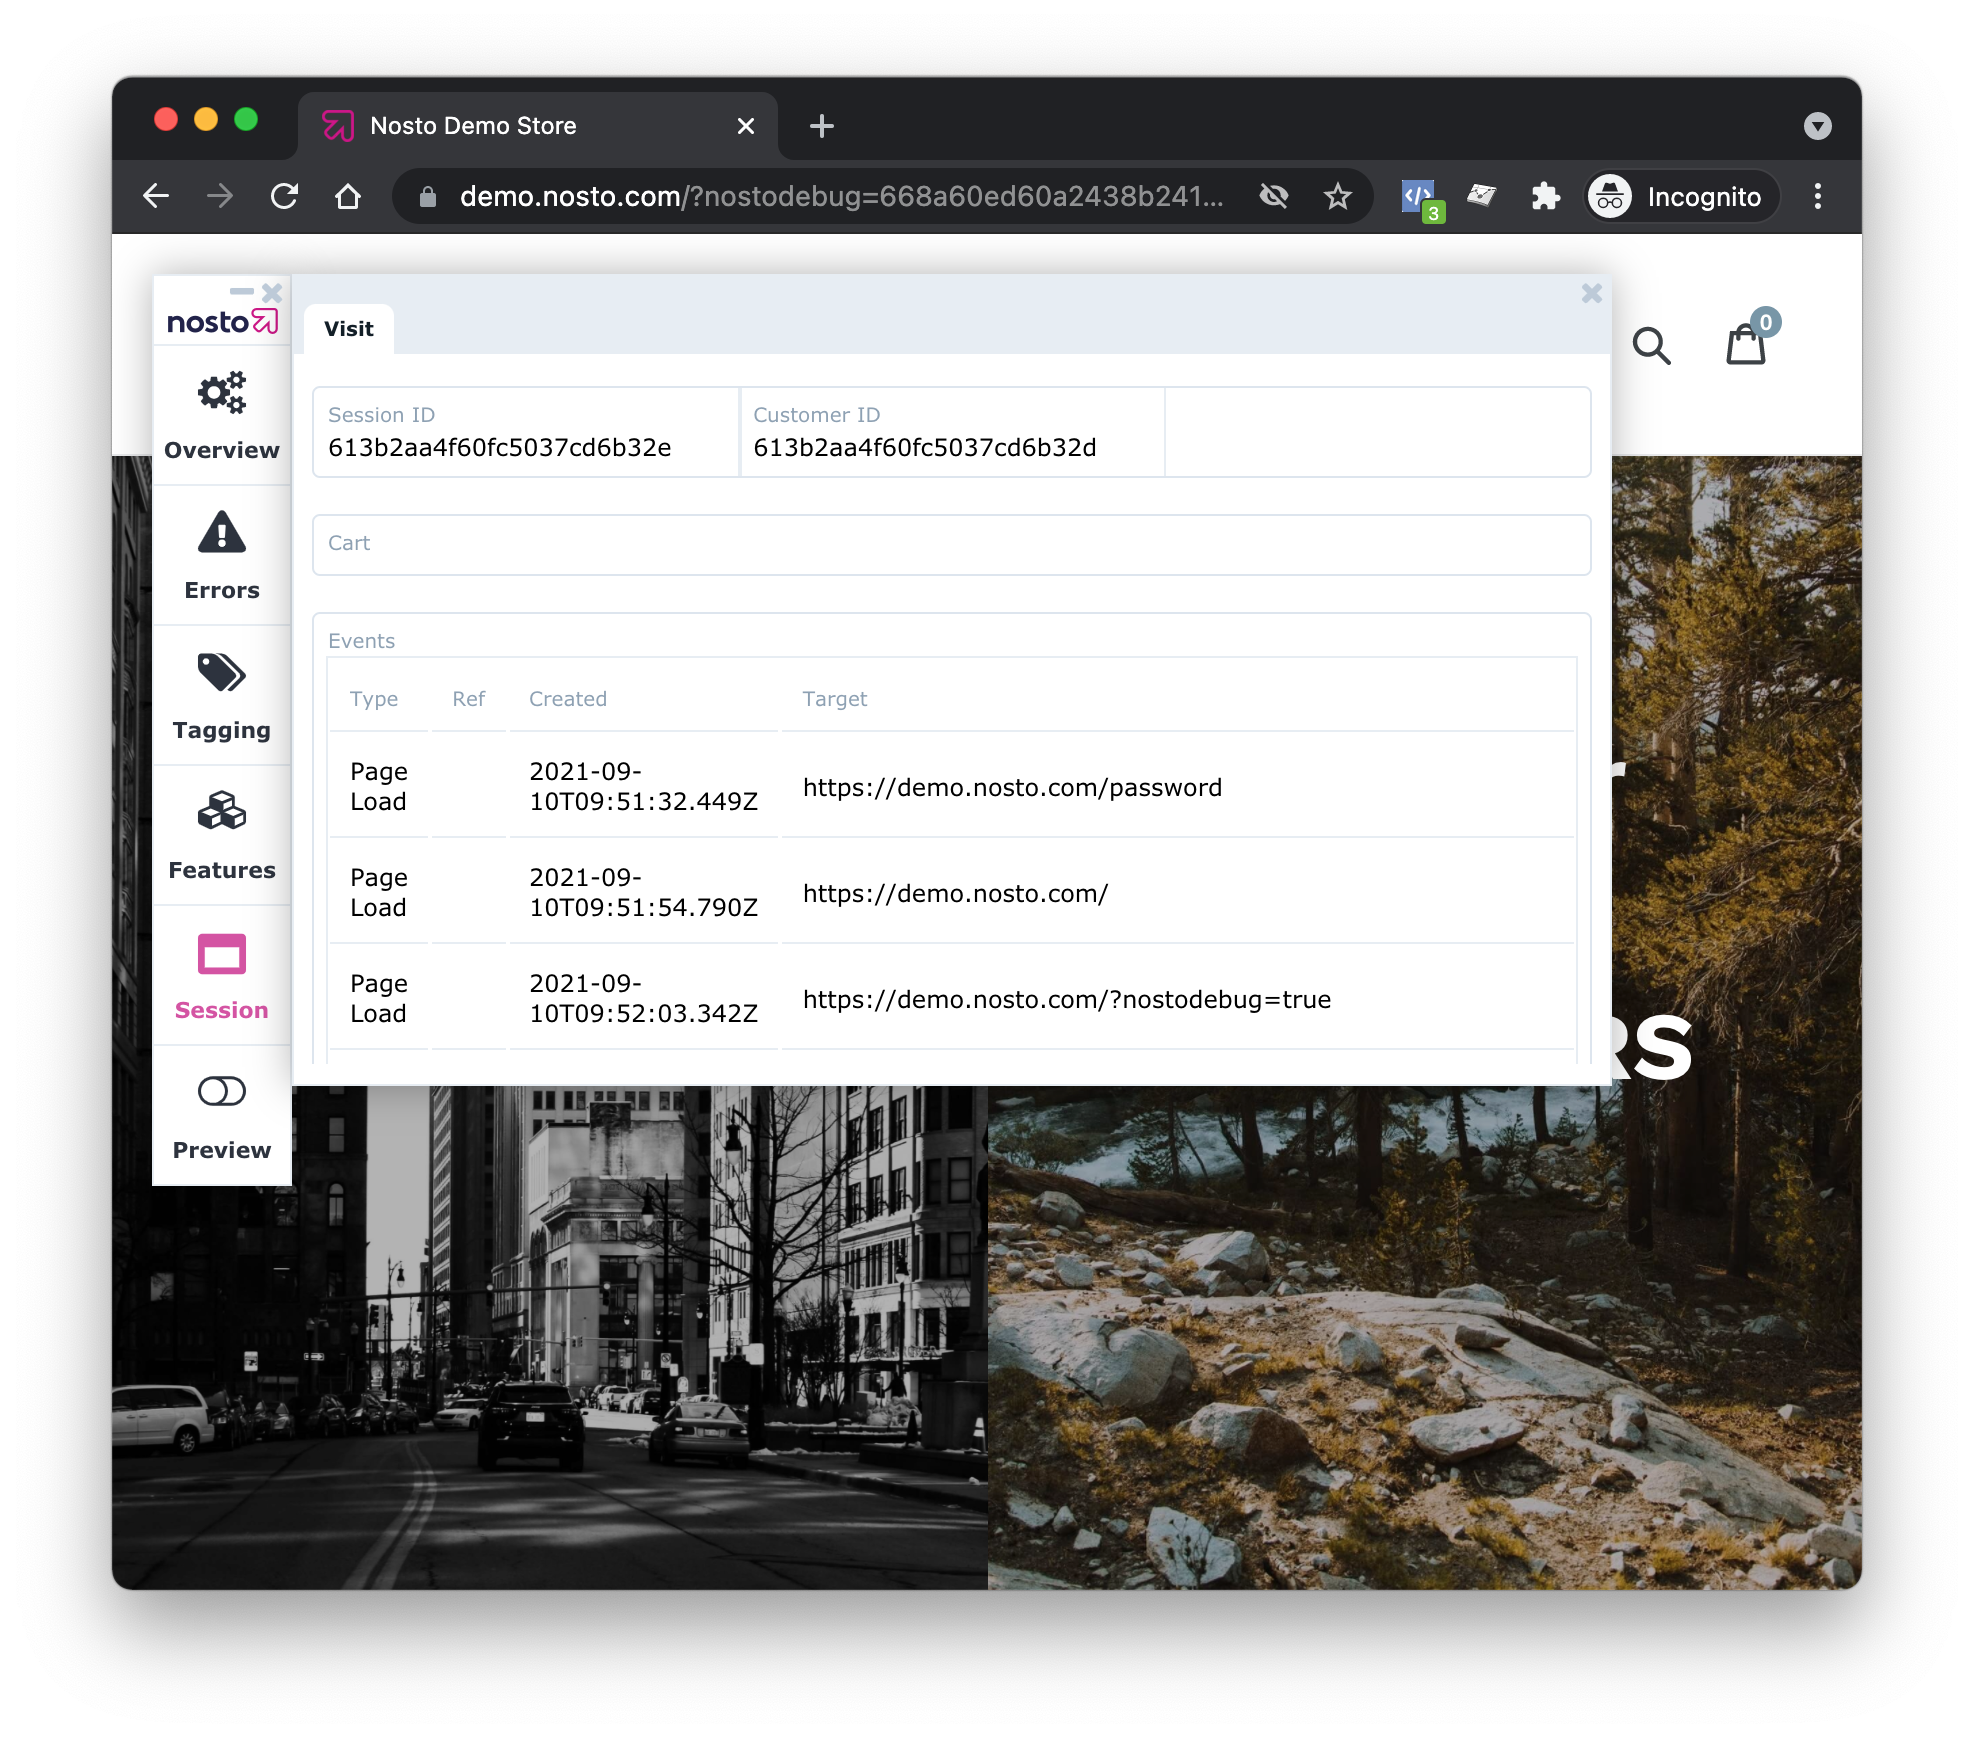 Nosto Demo Store
demo.nosto.com/?nostodebug=668a60ed60a2438b241...
3
Incognito
nosto
Visit
0
Overview
Errors
Tagging
Features
Session
Preview
Session ID
613b2aa4f60fc5037cd6b32e
Customer ID
613b2aa4f60fc5037cd6b32d
Cart
Events
Type Ref Created Target
Page Load 2021-09-10T09:51:32.449Z https://demo.nosto.com/password
Page Load 2021-09-10T09:51:54.790Z https://demo.nosto.com/
Page Load 2021-09-10T09:52:03.342Z https://demo.nosto.com/?nostodebug=true